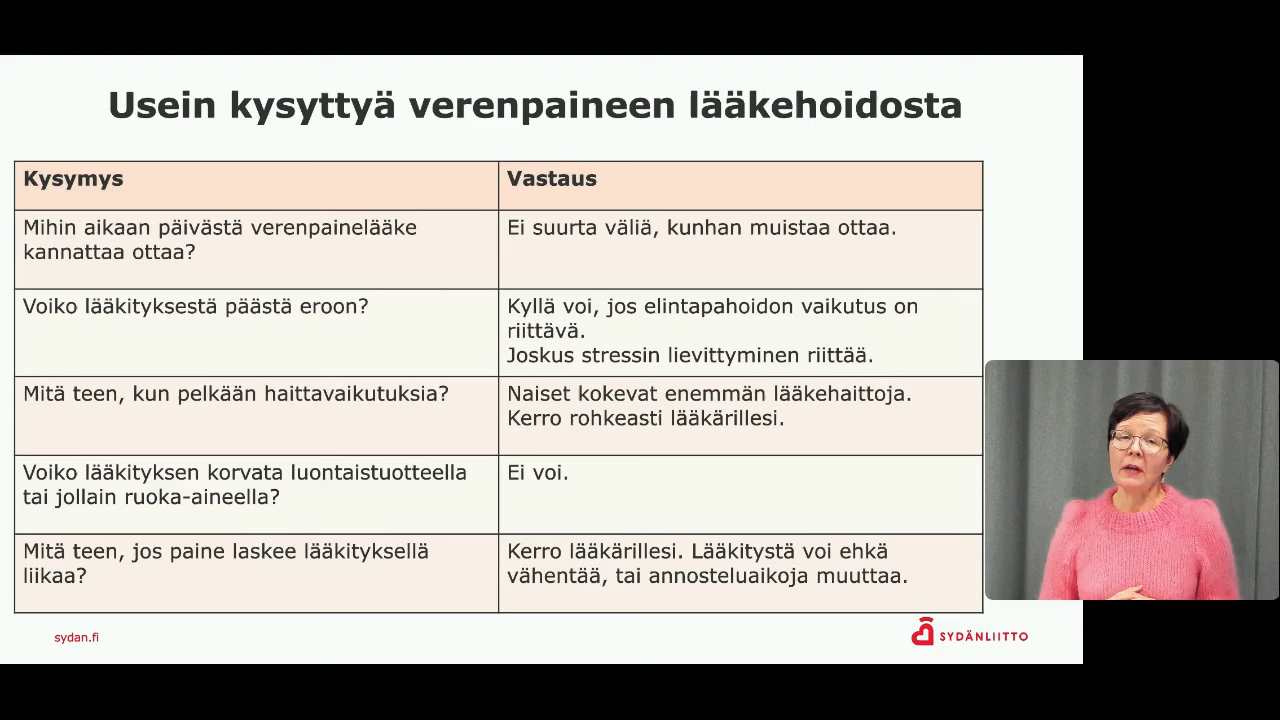 Usein kysyttyä verenpaineen lääkehoidosta
Kysymys
Vastaus
Mihin aikaan päivästä verenpainelääke
kannattaa ottaa?
Ei suurta väliä, kunhan muistaa ottaa.
Voiko lääkityksestä päästä eroon?
Kyllä voi, jos elintapahoidon vaikutus on
riittävä.
Joskus stressin lievittyminen riittää.
Mitä teen, kun pelkään haittavaikutuksia?
Naiset kokevat enemmän lääkehaittoja.
Kerro rohkeasti lääkärillesi.
Voiko lääkityksen korvata luontaistuotteella
tai jollain ruoka-aineella?
Ei voi.
Mitä teen, jos paine laskee lääkityksellä
liikaa?
Kerro lääkärillesi. Lääkitystä voi ehkä
vähentää, tai annosteluaikoja muuttaa.
sydan.fi
SYDÄNLIITTO